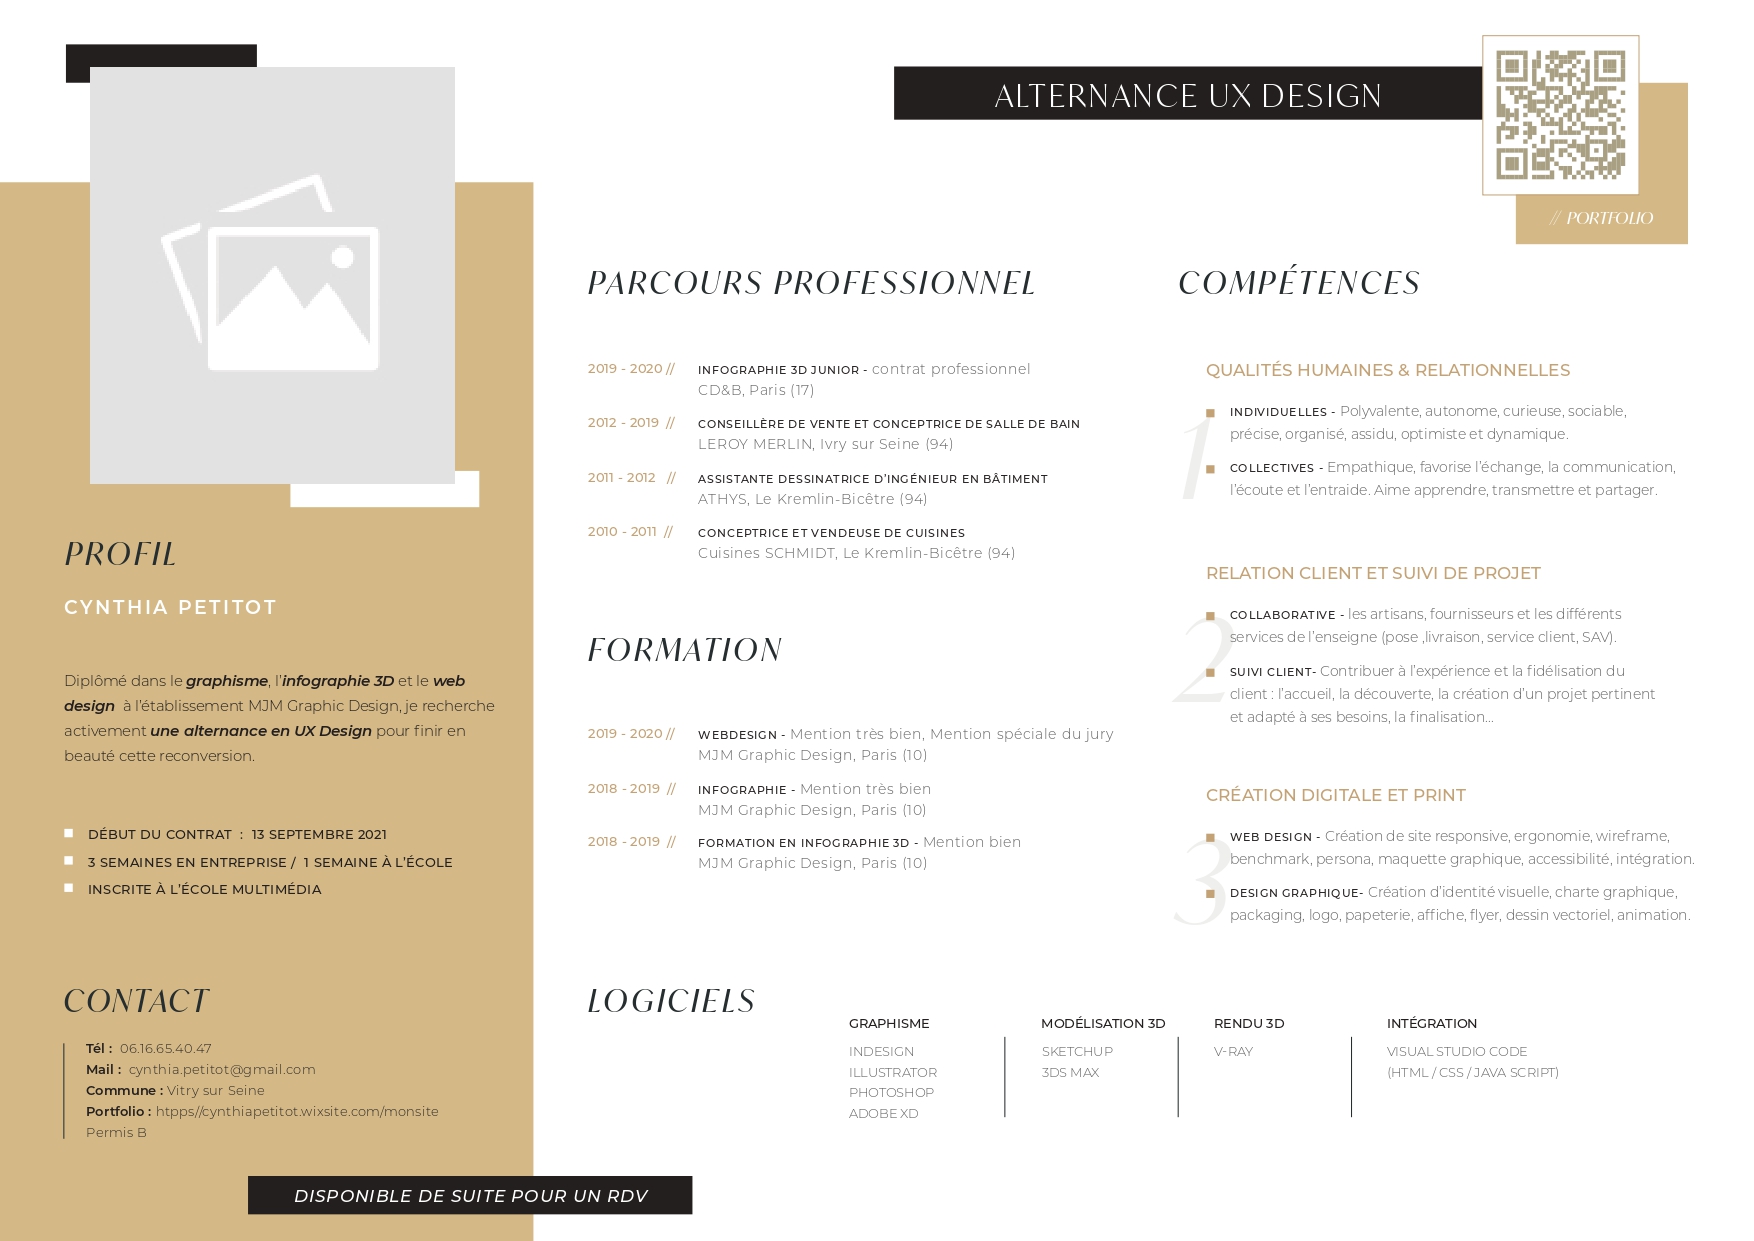 ALTERNANCE UX DESIGN
// PORTFOLIO
PROFIL
CYNTHIA PETITOT
Diplômé dans le graphisme, l'infographie 3D et le web
design à l'établissement MJM Graphic Design, je recherche
activement une alternance en UX Design pour finir en
beauté cette reconversion.
DÉBUT DU CONTRAT : 13 SEPTEMBRE 2021
3 SEMAINES EN ENTREPRISE / 1 SEMAINE À L'ÉCOLE
INSCRITE À L'ÉCOLE MULTIMÉDIA
CONTACT
Tél : 06.16.65.40.47
Mail : cynthia.petitot@gmail.com
Commune : Vitry sur Seine
Portfolio : htpps//cynthiapetitot.wixsite.com/monsite
Permis B
DISPONIBLE DE SUITE POUR UN RDV
PARCOURS PROFESSIONNEL
2019 - 2020 // INFOGRAPHIE 3D JUNIOR - contrat professionnel
CD&B, Paris (17)
2012 - 2019 // CONSEILLÈRE DE VENTE ET CONCEPTRICE DE SALLE DE BAIN
LEROY MERLIN, Ivry sur Seine (94)
2011 - 2012 // ASSISTANTE DESSINATRICE D'INGÉNIEUR EN BÂTIMENT
ATHYS, Le Kremlin-Bicêtre (94)
2010 - 2011 // CONCEPTRICE ET VENDEUSE DE CUISINES
Cuisines SCHMIDT, Le Kremlin-Bicêtre (94)
FORMATION
2019 - 2020 // WEBDESIGN - Mention très bien, Mention spéciale du jury
MJM Graphic Design, Paris (10)
2018 - 2019 // INFOGRAPHIE - Mention très bien
MJM Graphic Design, Paris (10)
2018 - 2019 // FORMATION EN INFOGRAPHIE 3D - Mention bien
MJM Graphic Design, Paris (10)
COMPÉTENCES
QUALITÉS HUMAINES & RELATIONNELLES
1
INDIVIDUELLES - Polyvalente, autonome, curieuse, sociable,
précise, organisé, assidu, optimiste et dynamique.
COLLECTIVES - Empathique, favorise l'échange, la communication,
l'écoute et l'entraide. Aime apprendre, transmettre et partager.
RELATION CLIENT ET SUIVI DE PROJET
2
COLLABORATIVE - les artisans, fournisseurs et les différents
services de l'enseigne (pose ,livraison, service client, SAV).
SUIVI CLIENT- Contribuer à l'expérience et la fidélisation du
client : l'accueil, la découverte, la création d'un projet pertinent
et adapté à ses besoins, la finalisation...
CRÉATION DIGITALE ET PRINT
3
WEB DESIGN - Création de site responsive, ergonomie, wireframe,
benchmark, persona, maquette graphique, accessibilité, intégration.
DESIGN GRAPHIQUE- Création d'identité visuelle, charte graphique,
packaging, logo, papeterie, affiche, flyer, dessin vectoriel, animation.
LOGICIELS
GRAPHISME
INDESIGN
ILLUSTRATOR
PHOTOSHOP
ADOBE XD
MODÉLISATION 3D
SKETCHUP
3DS MAX
RENDU 3D
V-RAY
INTÉGRATION
VISUAL STUDIO CODE
(HTML / CSS / JAVA SCRIPT)